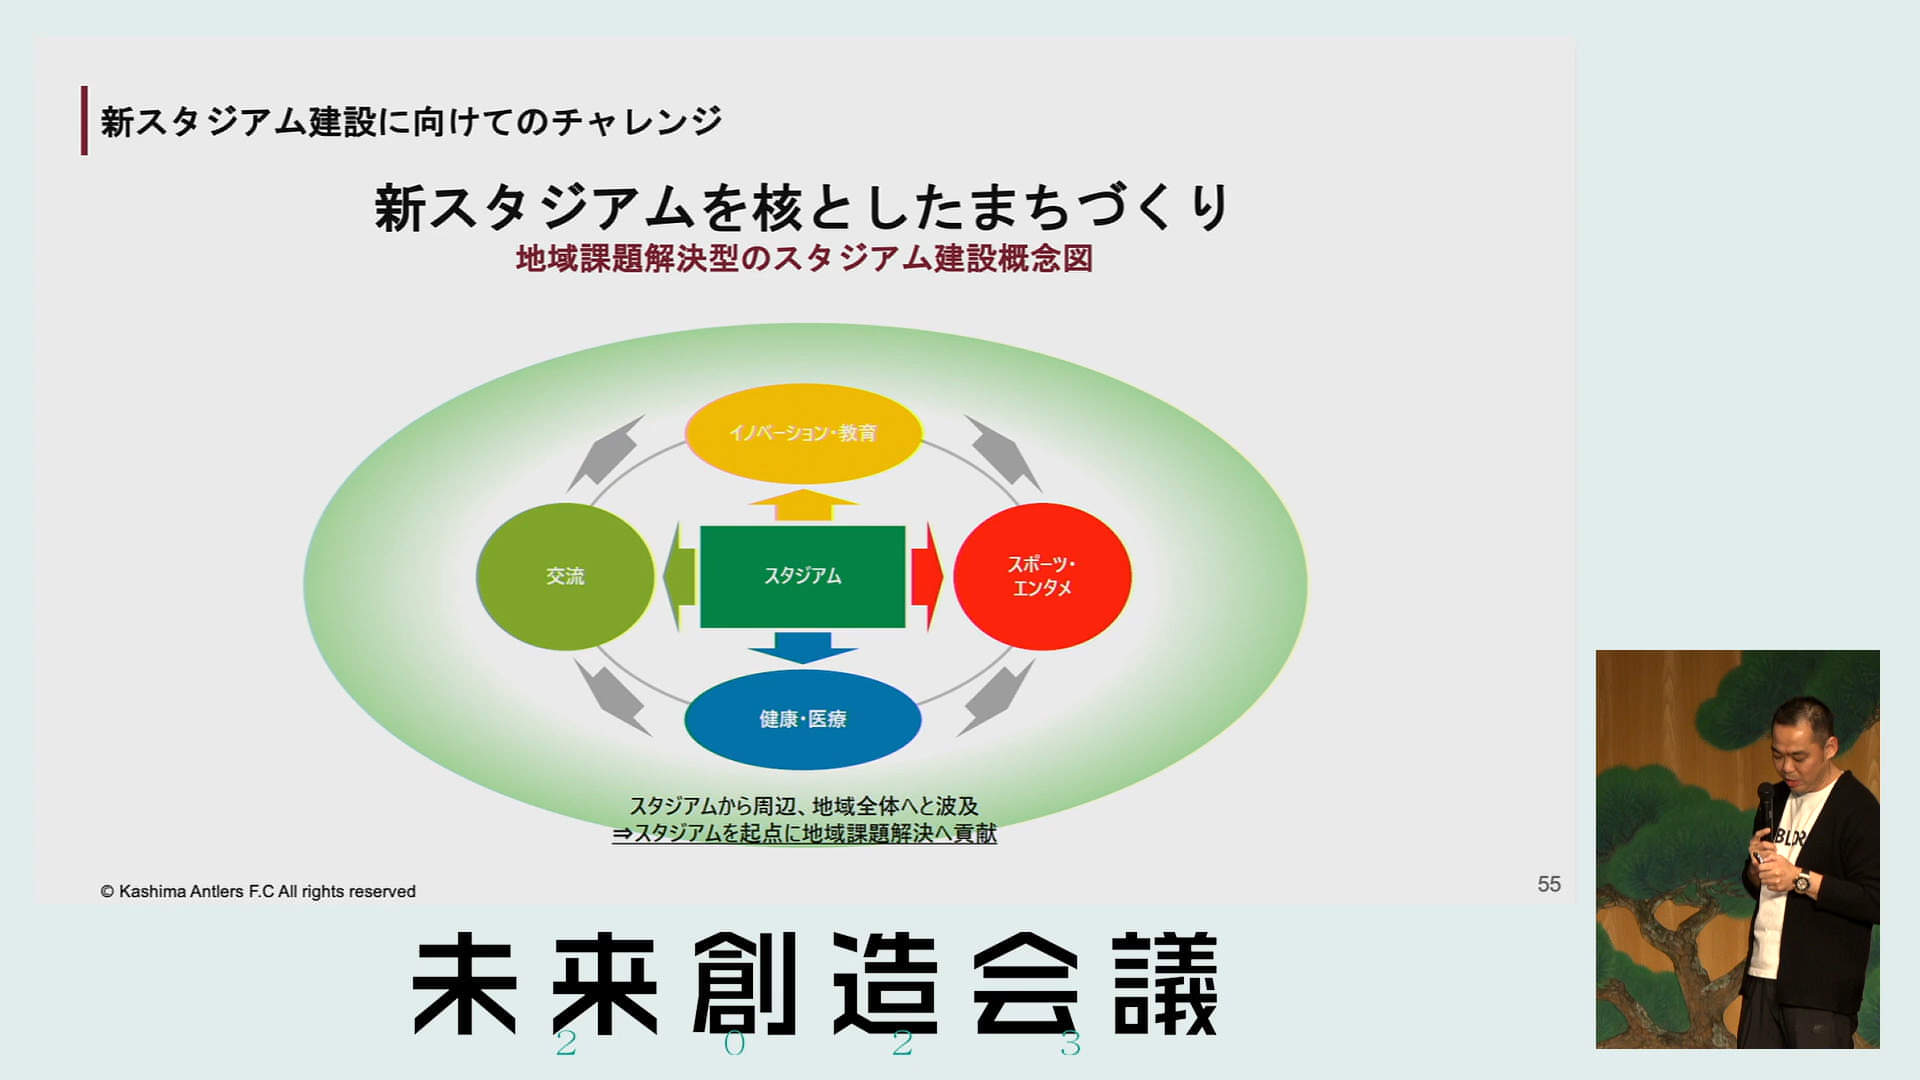 新スタジアム建設に向けてのチャレンジ
新スタジアムを核としたまちづくり
地域課題解決型のスタジアム建設概念図
イノベーション・教育
交流
スタジアム
スポーツ・
エンタメ
健康・医療
スタジアムから周辺、地域全体へと波及
⇒スタジアムを起点に地域課題解決へ貢献
© Kashima Antlers F.C All rights reserved
55
未来創造会議
2023